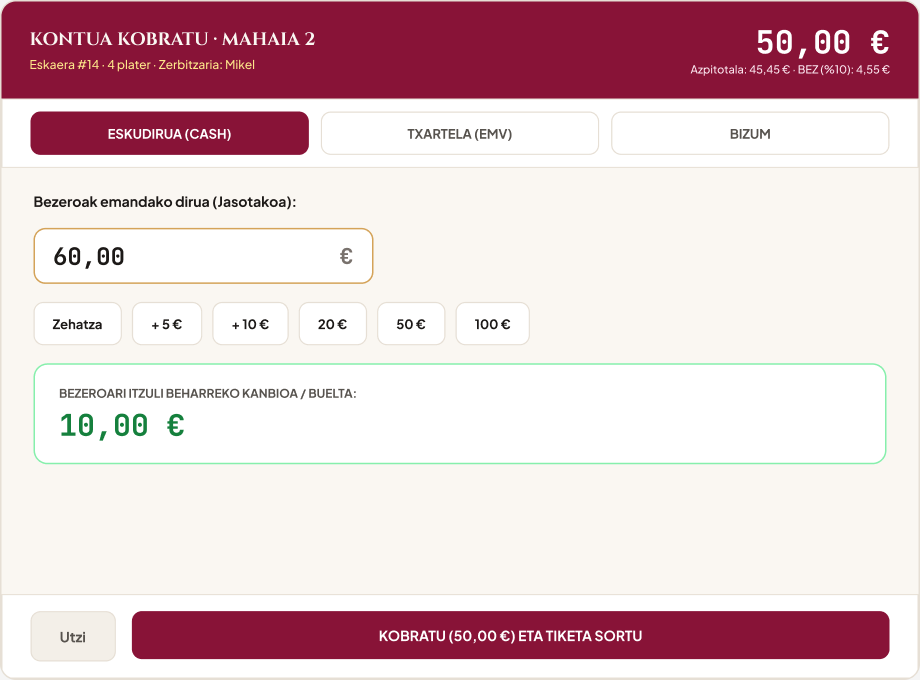 KONTUA KOBRATU · MAHAIA 2
Eskaera #14 · 4 plater · Zerbitzaria: Mikel
50,00 €
Azpitotala: 45,45 € · BEZ (%10): 4,55 €
ESKUDIRUA (CASH)
TXARTELA (EMV)
BIZUM
Bezeroak emandako dirua (Jasotakoa):
60,00 €
Zehatza
+ 5 €
+ 10 €
20 €
50 €
100 €
BEZEROARI ITZULI BEHARREKO KANBIOA / BUELTA:
10,00 €
Utzi
KOBRATU (50,00 €) ETA TIKETA SORTU